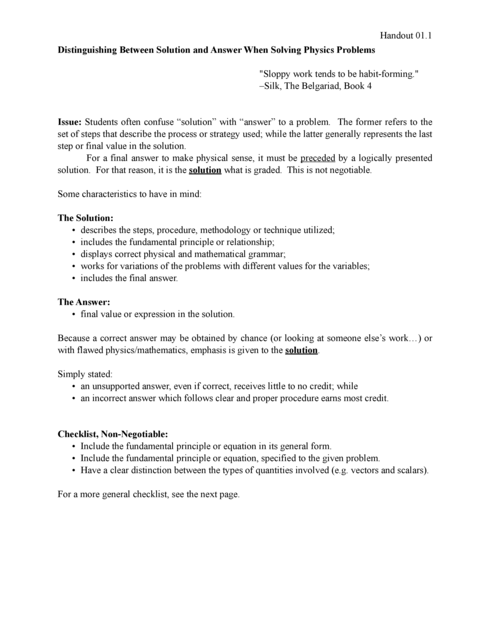 Handout 01.1
Distinguishing Between Solution and Answer When Solving Physics Problems
"Sloppy work tends to be habit-forming."
–Silk, The Belgariad, Book 4
Issue: Students often confuse “solution” with “answer” to a problem. The former refers to the
set of steps that describe the process or strategy used; while the latter generally represents the last
step or final value in the solution.
For a final answer to make physical sense, it must be preceded by a logically presented
solution. For that reason, it is the solution what is graded. This is not negotiable.
Some characteristics to have in mind:
The Solution:
• describes the steps, procedure, methodology or technique utilized;
• includes the fundamental principle or relationship;
• displays correct physical and mathematical grammar;
• works for variations of the problems with different values for the variables;
• includes the final answer.
The Answer:
• final value or expression in the solution.
Because a correct answer may be obtained by chance (or looking at someone else’s work…) or
with flawed physics/mathematics, emphasis is given to the solution.
Simply stated:
• an unsupported answer, even if correct, receives little to no credit; while
• an incorrect answer which follows clear and proper procedure earns most credit.
Checklist, Non-Negotiable:
• Include the fundamental principle or equation in its general form.
• Include the fundamental principle or equation, specified to the given problem.
• Have a clear distinction between the types of quantities involved (e.g. vectors and scalars).
For a more general checklist, see the next page.